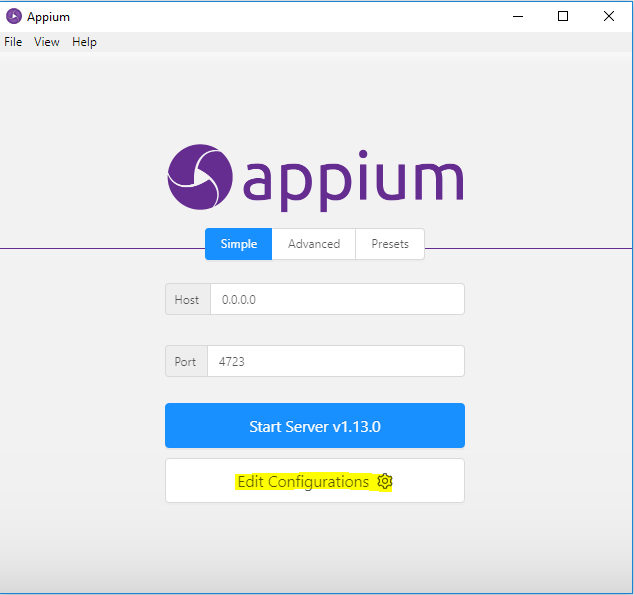 Appium
File View Help
appium
Simple Advanced Presets
Host 0.0.0.0
Port 4723
Start Server v1.13.0
Edit Configurations